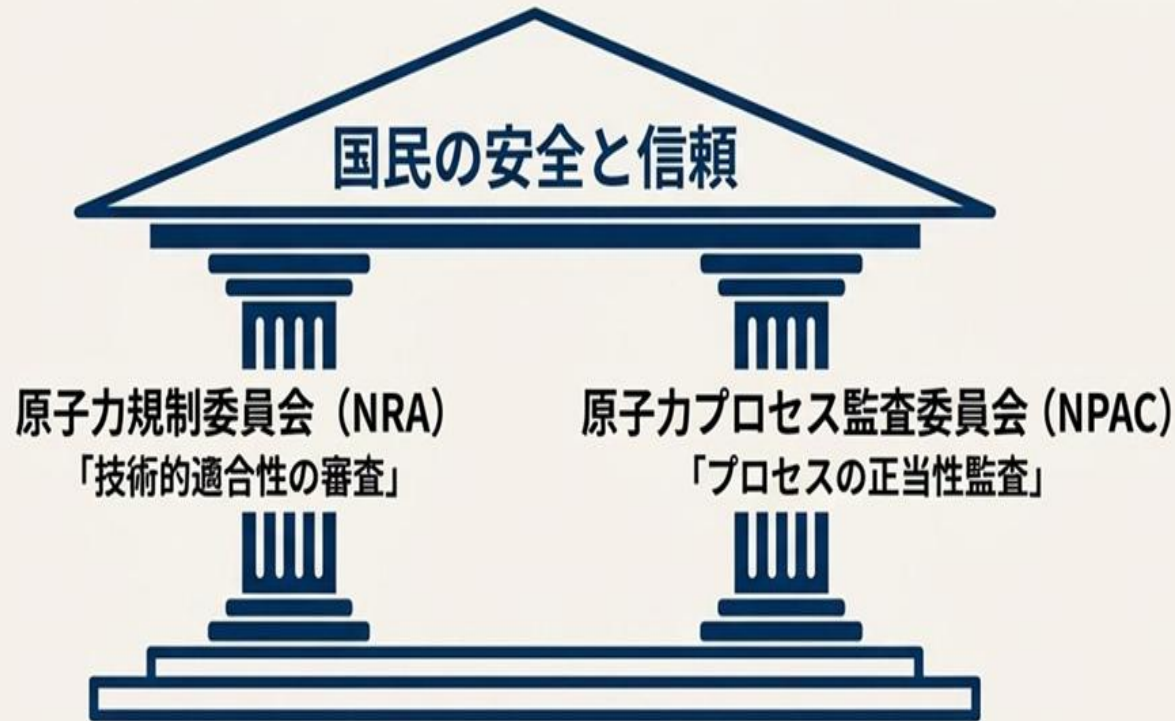 国民の安全と信頼
原子力規制委員会（NRA）
「技術的適合性の審査」
原子力プロセス監査委員会（NPAC）
「プロセスの正当性監査」